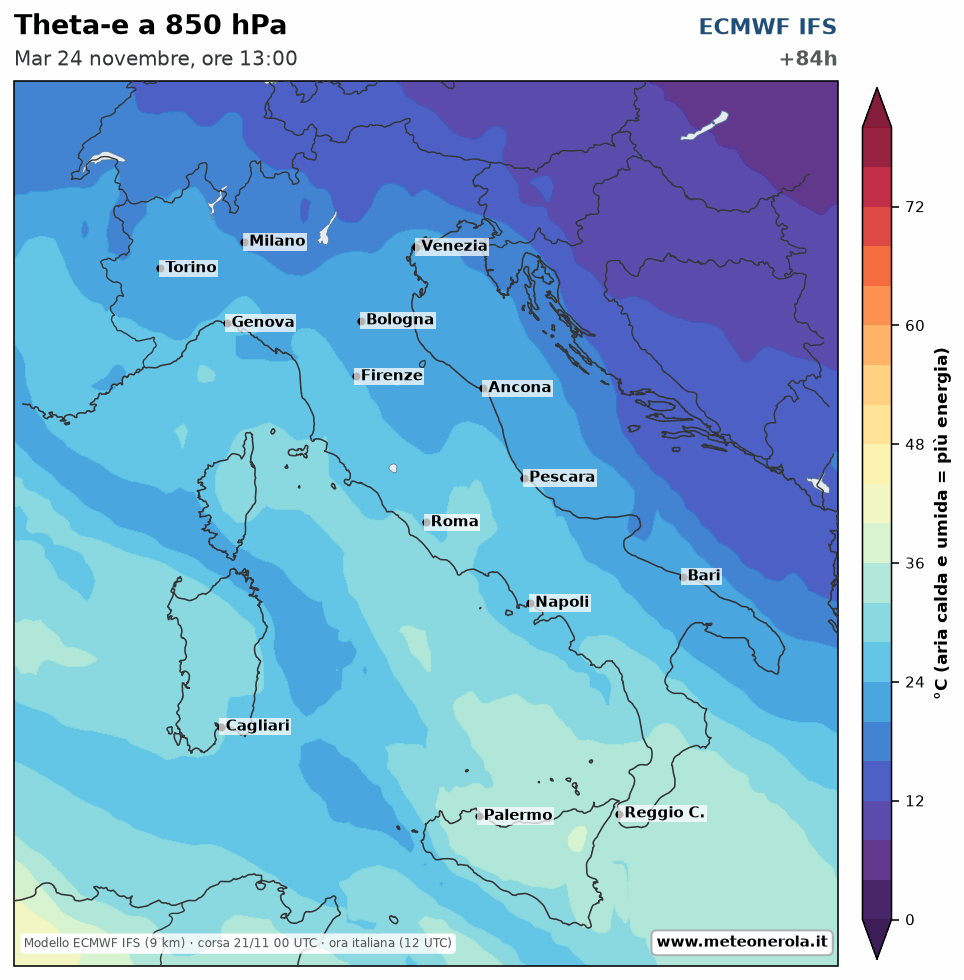 Theta-e a 850 hPa
ECMWF IFS
Mar 24 novembre, ore 13:00
+84h
Milano
Venezia
Torino
Genova
Bologna
Firenze
Ancona
Pescara
Roma
Bari
Napoli
Cagliari
Palermo
Reggio C.
72
60
48
36
24
12
0
°C (aria calda e umida = più energia)
Modello ECMWF IFS (9 km) · corsa 21/11 00 UTC · ora italiana (12 UTC)
www.meteonerola.it